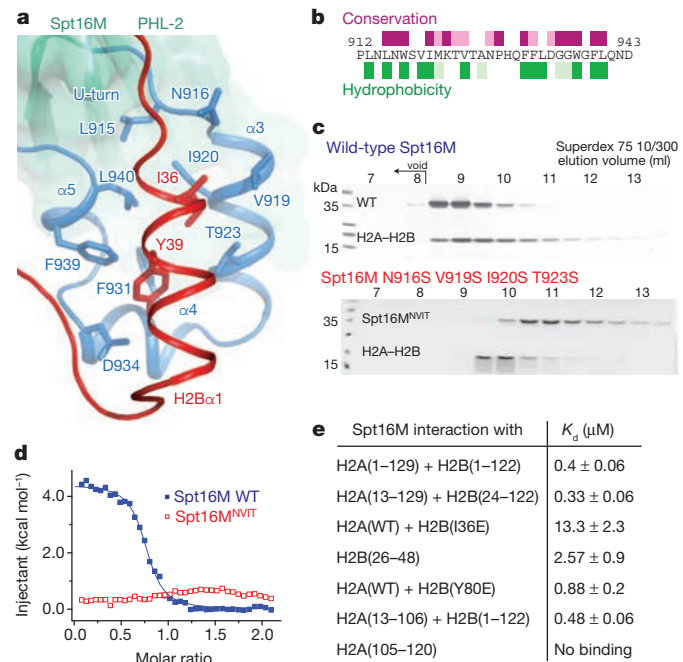 a
Spt16M PHL-2
U-turn
N916
L915
α3
I920
L940
I36
α5
V919
Y39
T923
F939
F931
α4
D934
H2Bα1
b
Conservation
912 943
PLNLNWSVIMKTVTANPHQFFLDGGWGFLQND
Hydrophobicity
c
Wild-type Spt16M
Superdex 75 10/300
elution volume (ml)
void
7 8 9 10 11 12 13
kDa
35
WT
H2A–H2B
15
Spt16M N916S V919S I920S T923S
7 8 9 10 11 12 13
35
Spt16M^NVIT
H2A–H2B
15
d
Injectant (kcal mol⁻¹)
4.0
2.0
0.0
Spt16M WT
Spt16M^NVIT
0.0 0.5 1.0 1.5 2.0
Molar ratio
e
Spt16M interaction with Kd (μM)
H2A(1–129) + H2B(1–122) 0.4 ± 0.06
H2A(13–129) + H2B(24–122) 0.33 ± 0.06
H2A(WT) + H2B(I36E) 13.3 ± 2.3
H2B(26–48) 2.57 ± 0.9
H2A(WT) + H2B(Y80E) 0.88 ± 0.2
H2A(13–106) + H2B(1–122) 0.48 ± 0.06
H2A(105–120) No binding